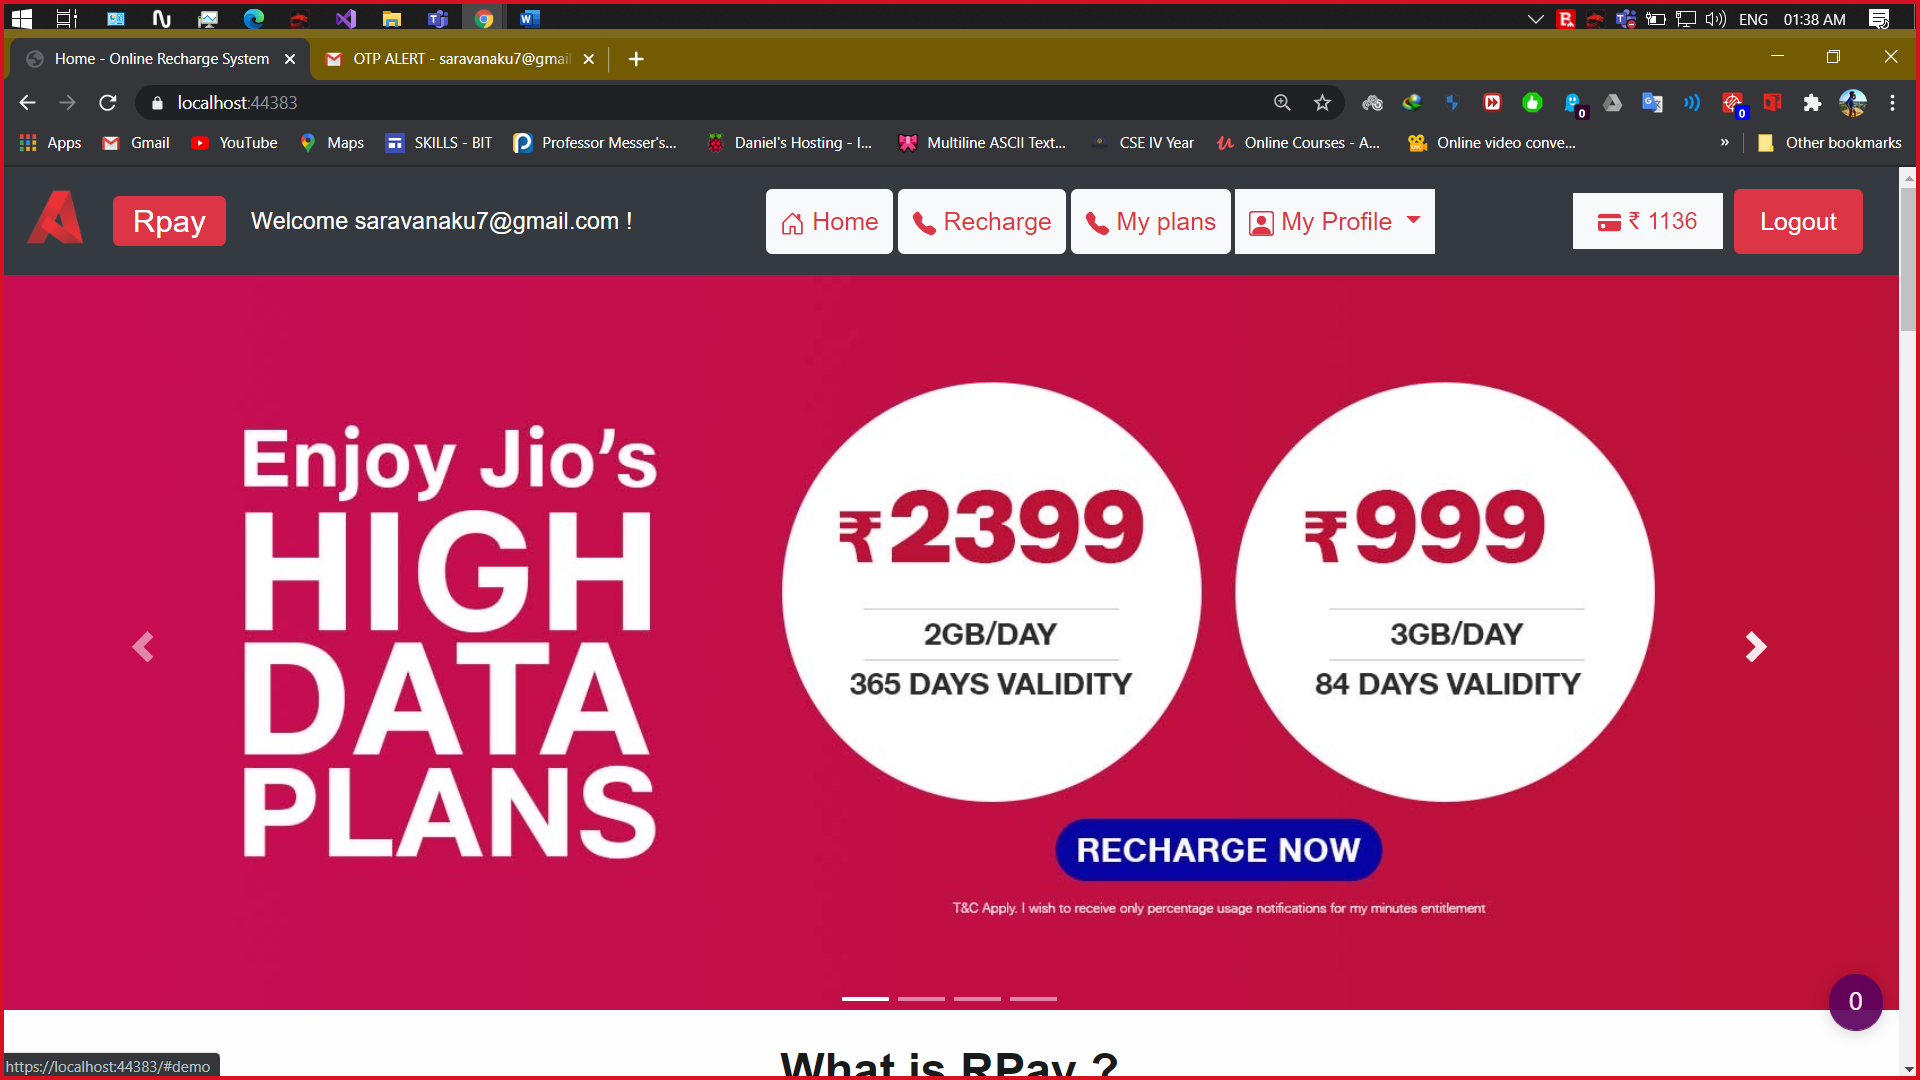 ENG 01:38 AM
Home - Online Recharge System
OTP ALERT - saravanaku7@gmai
localhost:44383
0
0
Apps
Gmail
YouTube
Maps
SKILLS - BIT
Professor Messer's...
Daniel's Hosting - I...
Multiline ASCII Text...
CSE IV Year
Online Courses - A...
Online video conve...
»
Other bookmarks
Rpay
Welcome saravanaku7@gmail.com !
Home
Recharge
My plans
My Profile
₹ 1136
Logout
Enjoy Jio's
HIGH
DATA
PLANS
₹2399
2GB/DAY
365 DAYS VALIDITY
₹999
3GB/DAY
84 DAYS VALIDITY
RECHARGE NOW
T&C Apply. I wish to receive only percentage usage notifications for my minutes entitlement
0
What is RPay ?
https://localhost:44383/#demo